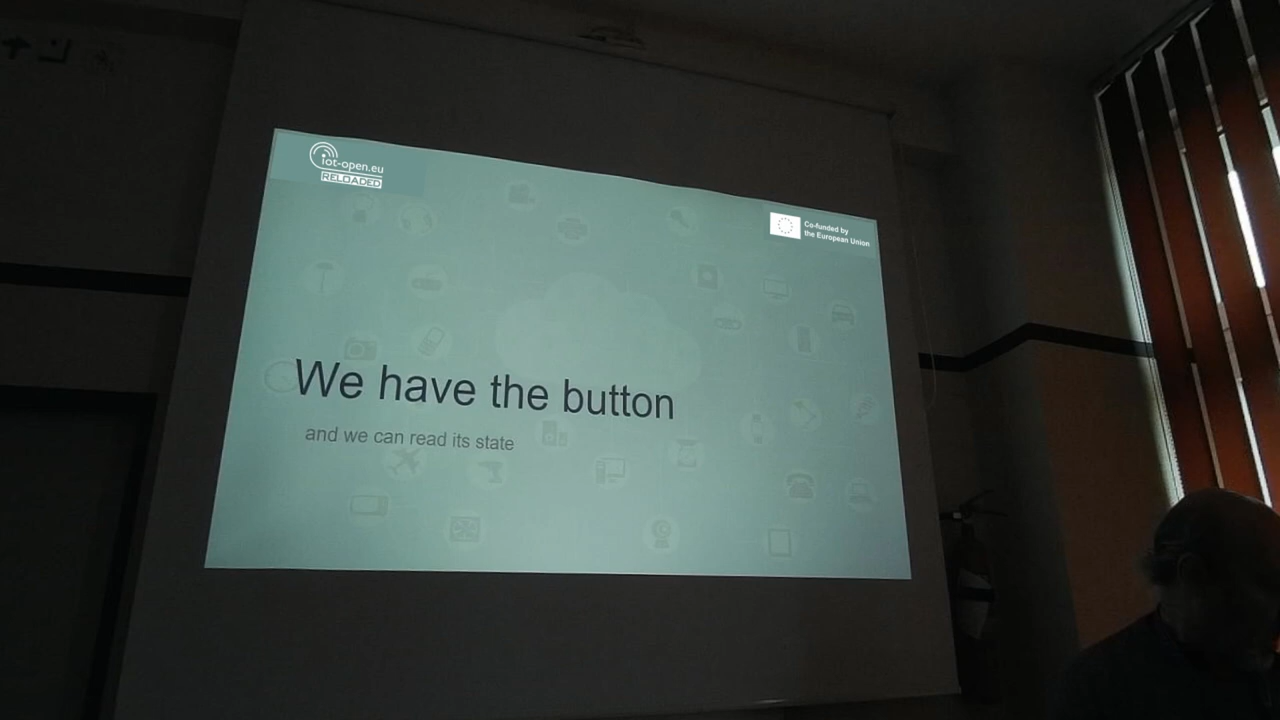 iot-open.eu
RELOADED
Co-funded by
the European Union
We have the button
and we can read its state